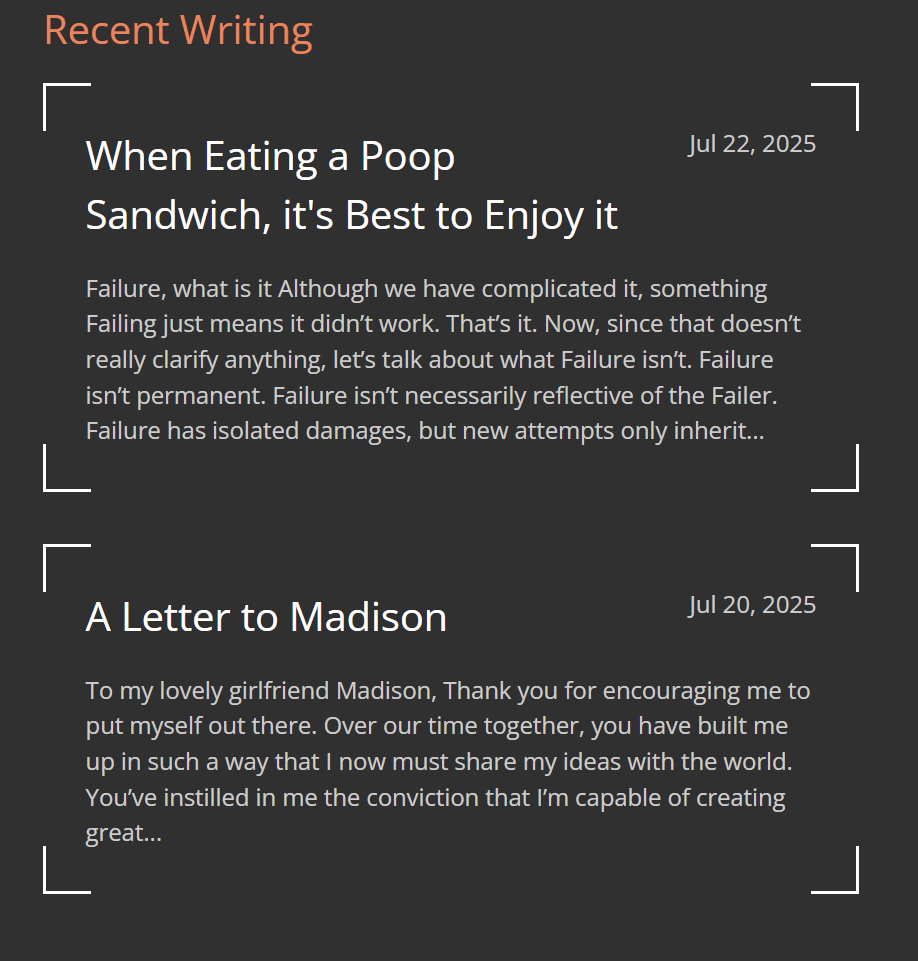 Recent Writing
When Eating a Poop
Jul 22, 2025
Sandwich, it's Best to Enjoy it
Failure, what is it Although we have complicated it, something
Failing just means it didn’t work. That’s it. Now, since that doesn’t
really clarify anything, let’s talk about what Failure isn’t. Failure
isn’t permanent. Failure isn’t necessarily reflective of the Failer.
Failure has isolated damages, but new attempts only inherit...
A Letter to Madison
Jul 20, 2025
To my lovely girlfriend Madison, Thank you for encouraging me to
put myself out there. Over our time together, you have built me
up in such a way that I now must share my ideas with the world.
You’ve instilled in me the conviction that I’m capable of creating
great...